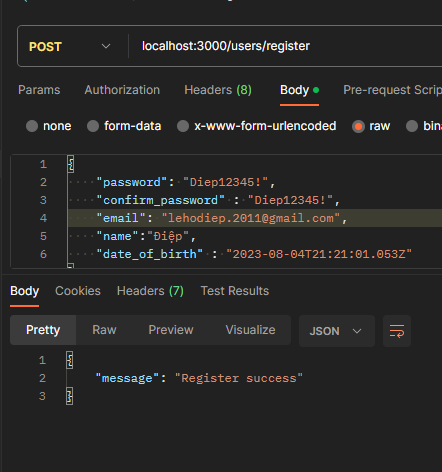 POST localhost:3000/users/register
Params Authorization Headers (8) Body Pre-request Scrip
none form-data x-www-form-urlencoded raw bin
1 {
2 "password": "Diep12345!",
3 "confirm_password" : "Diep12345!",
4 "email": "lehodiep.2011@gmail.com",
5 "name":"Điệp",
6 "date_of_birth" : "2023-08-04T21:21:01.053Z"
Body Cookies Headers (7) Test Results
Pretty Raw Preview Visualize JSON
1 {
2 "message": "Register success"
3 }